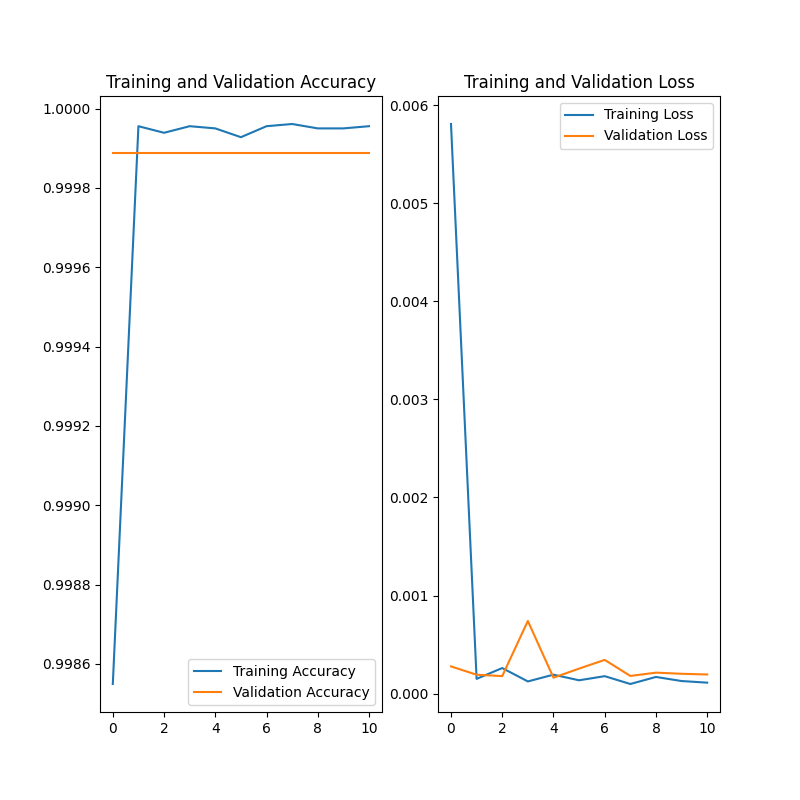 Training and Validation Accuracy
1.0000
0.9998
0.9996
0.9994
0.9992
0.9990
0.9988
0.9986
0 2 4 6 8 10
Training Accuracy
Validation Accuracy
Training and Validation Loss
0.006
0.005
0.004
0.003
0.002
0.001
0.000
0 2 4 6 8 10
Training Loss
Validation Loss